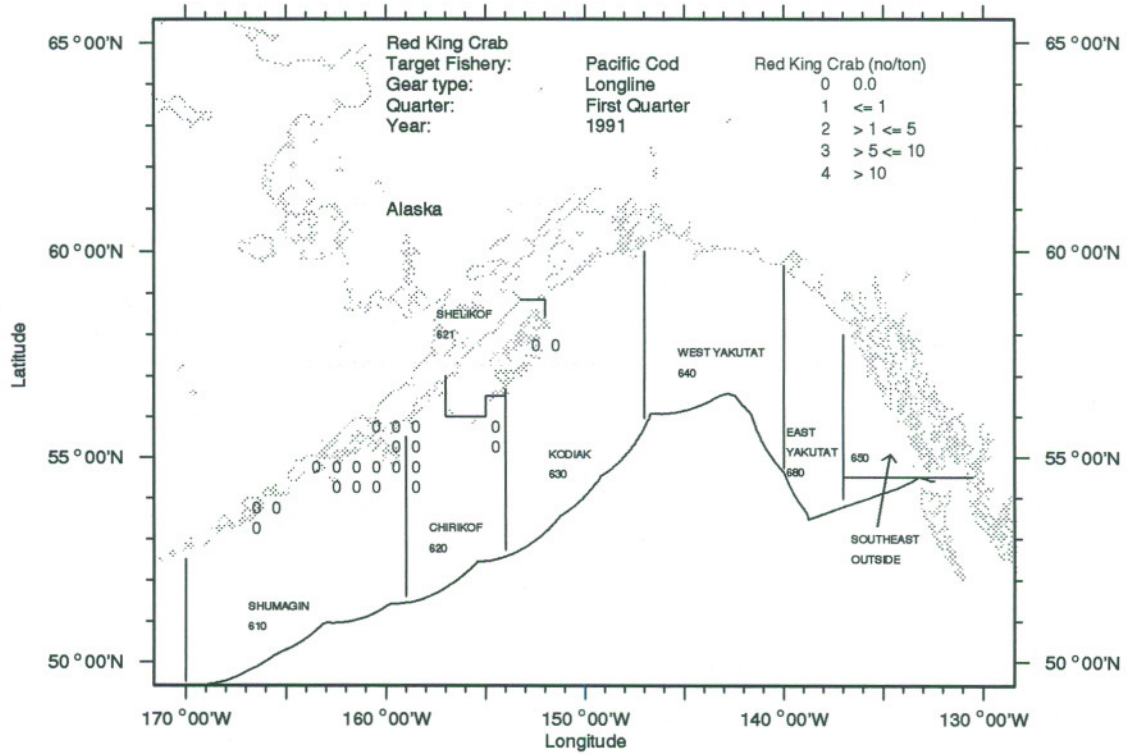 65°00'N
65°00'N
Red King Crab
Target Fishery: Pacific Cod
Gear type: Longline
Quarter: First Quarter
Year: 1991
Red King Crab (no/ton)
0 0.0
1 <= 1
2 > 1 <= 5
3 > 5 <= 10
4 > 10
Alaska
60°00'N
60°00'N
SHELIKOF
621
0 0
WEST YAKUTAT
640
0 0 0 0
0 0 0
EAST
YAKUTAT
680
KODIAK
630
650
55°00'N
55°00'N
0 0 0 0 0 0
0 0 0 0
0 0
0
CHIRIKOF
620
SOUTHEAST
OUTSIDE
SHUMAGIN
610
50°00'N
50°00'N
Latitude
170°00'W 160°00'W 150°00'W 140°00'W 130°00'W
Longitude